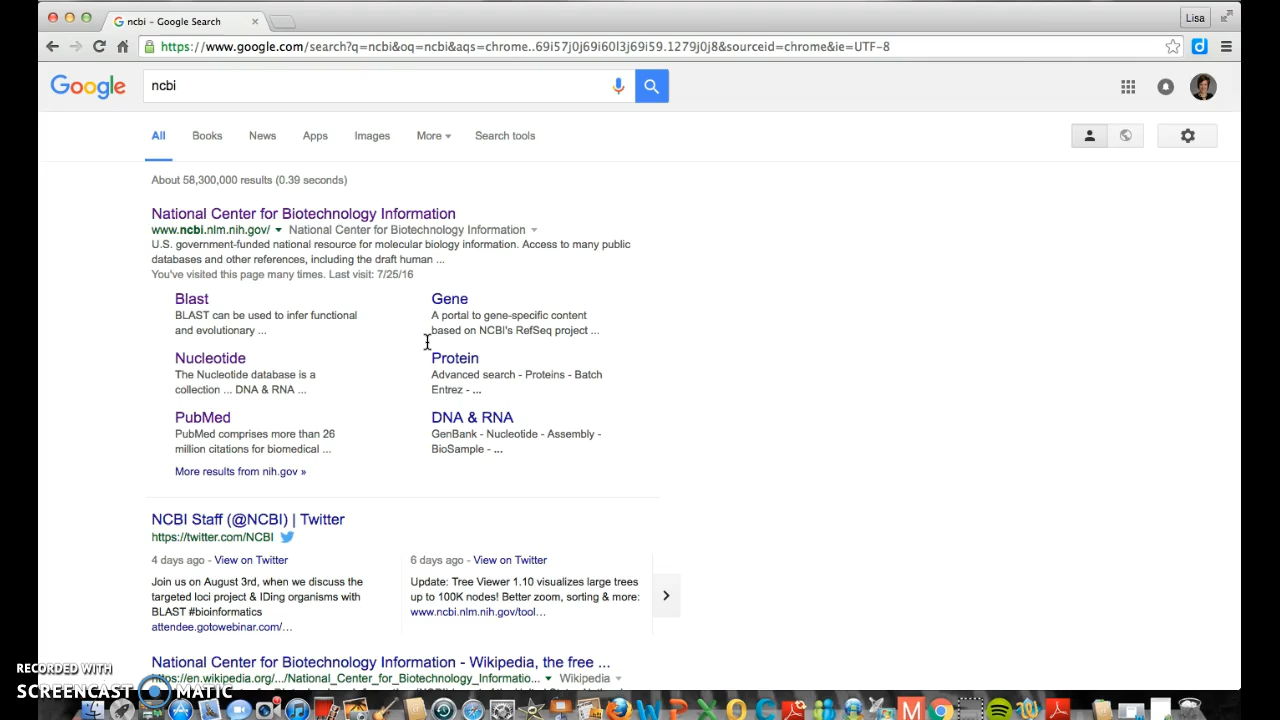 ncbi - Google Search
Lisa
https://www.google.com/search?q=ncbi&oq=ncbi&aqs=chrome..69i57j0j69i60l3j69i59.1279j0j8&sourceid=chrome&ie=UTF-8
Google ncbi
All Books News Apps Images More Search tools
About 58,300,000 results (0.39 seconds)
National Center for Biotechnology Information
www.ncbi.nlm.nih.gov/ National Center for Biotechnology Information
U.S. government-funded national resource for molecular biology information. Access to many public
databases and other references, including the draft human ...
You've visited this page many times. Last visit: 7/25/16
Blast
BLAST can be used to infer functional
and evolutionary ...
Gene
A portal to gene-specific content
based on NCBI's RefSeq project ...
Nucleotide
The Nucleotide database is a
collection ... DNA & RNA ...
Protein
Advanced search - Proteins - Batch
Entrez - ...
PubMed
PubMed comprises more than 26
million citations for biomedical ...
DNA & RNA
GenBank - Nucleotide - Assembly -
BioSample - ...
More results from nih.gov »
NCBI Staff (@NCBI) | Twitter
https://twitter.com/NCBI
4 days ago - View on Twitter
Join us on August 3rd, when we discuss the
targeted loci project & IDing organisms with
BLAST #bioinformatics
attendee.gotowebinar.com/...
6 days ago - View on Twitter
Update: Tree Viewer 1.10 visualizes large trees
up to 100K nodes! Better zoom, sorting & more:
www.ncbi.nlm.nih.gov/tool...
National Center for Biotechnology Information - Wikipedia, the free ...
https://en.wikipedia.org/.../National_Center_for_Biotechnology_Informatio... Wikipedia
RECORDED WITH
SCREENCAST MATIC